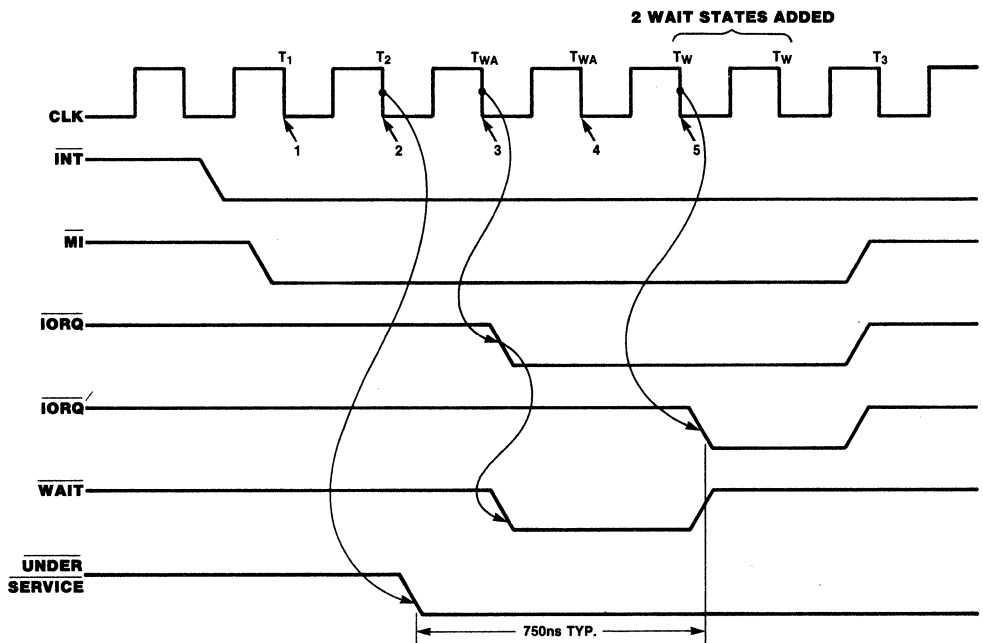 2 WAIT STATES ADDED
T1 T2 TWA TWA TW TW T3
CLK
1 2 3 4 5
INT
MI
IORQ
IORQ′
WAIT
UNDER
SERVICE
750ns TYP.